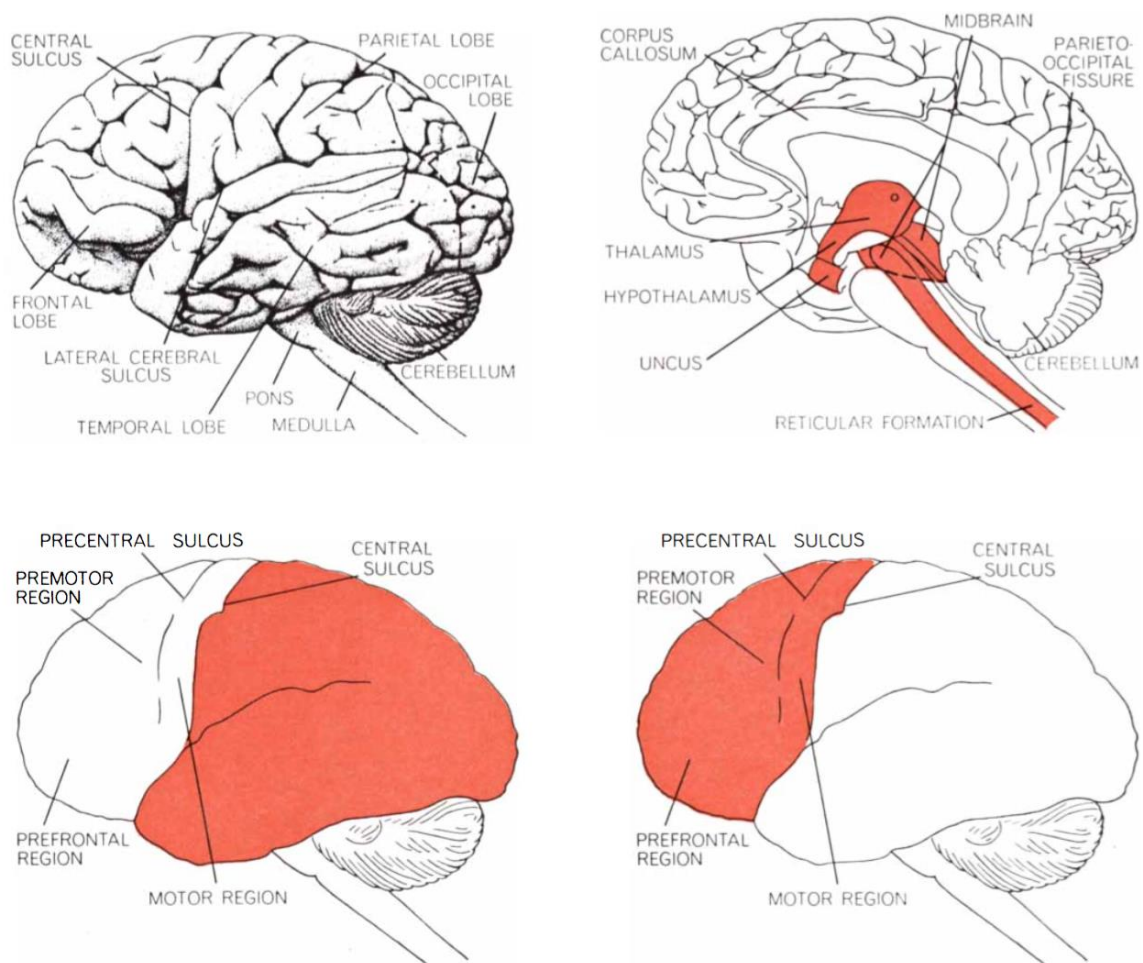 CENTRAL
SULCUS
PARIETAL LOBE
OCCIPITAL
LOBE
FRONTAL
LOBE
LATERAL CEREBRAL
SULCUS
PONS
CEREBELLUM
TEMPORAL LOBE
MEDULLA
MIDBRAIN
CORPUS
CALLOSUM
PARIETO-
OCCIPITAL
FISSURE
THALAMUS
HYPOTHALAMUS
UNCUS
CEREBELLUM
RETICULAR FORMATION
PRECENTRAL SULCUS
PREMOTOR
REGION
CENTRAL
SULCUS
PREFRONTAL
REGION
MOTOR REGION
PRECENTRAL SULCUS
PREMOTOR
REGION
CENTRAL
SULCUS
PREFRONTAL
REGION
MOTOR REGION